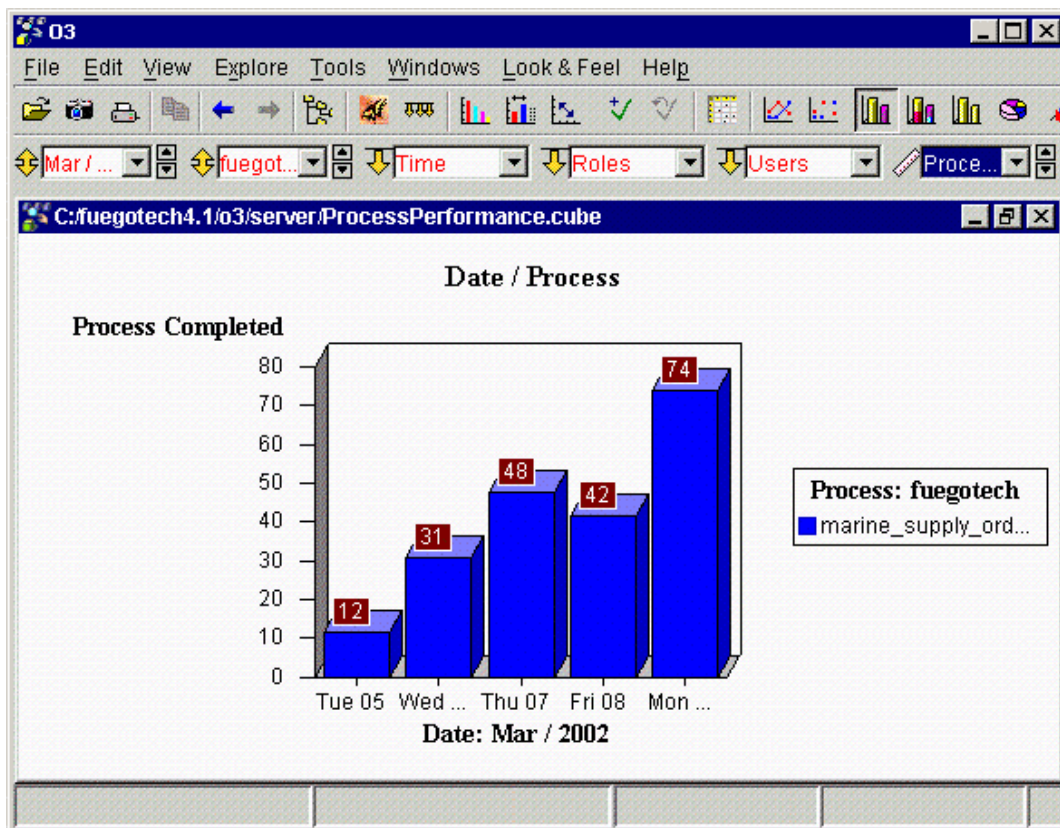 O3
File Edit View Explore Tools Windows Look & Feel Help
Mar / ... fuegot... Time Roles Users Proce...
C:/fuegotech4.1/o3/server/ProcessPerformance.cube
Date / Process
Process Completed
80
70
60
50
40
30
20
10
0
74
48
42
31
12
Process: fuegotech
marine_supply_ord...
Tue 05 Wed ... Thu 07 Fri 08 Mon ...
Date: Mar / 2002